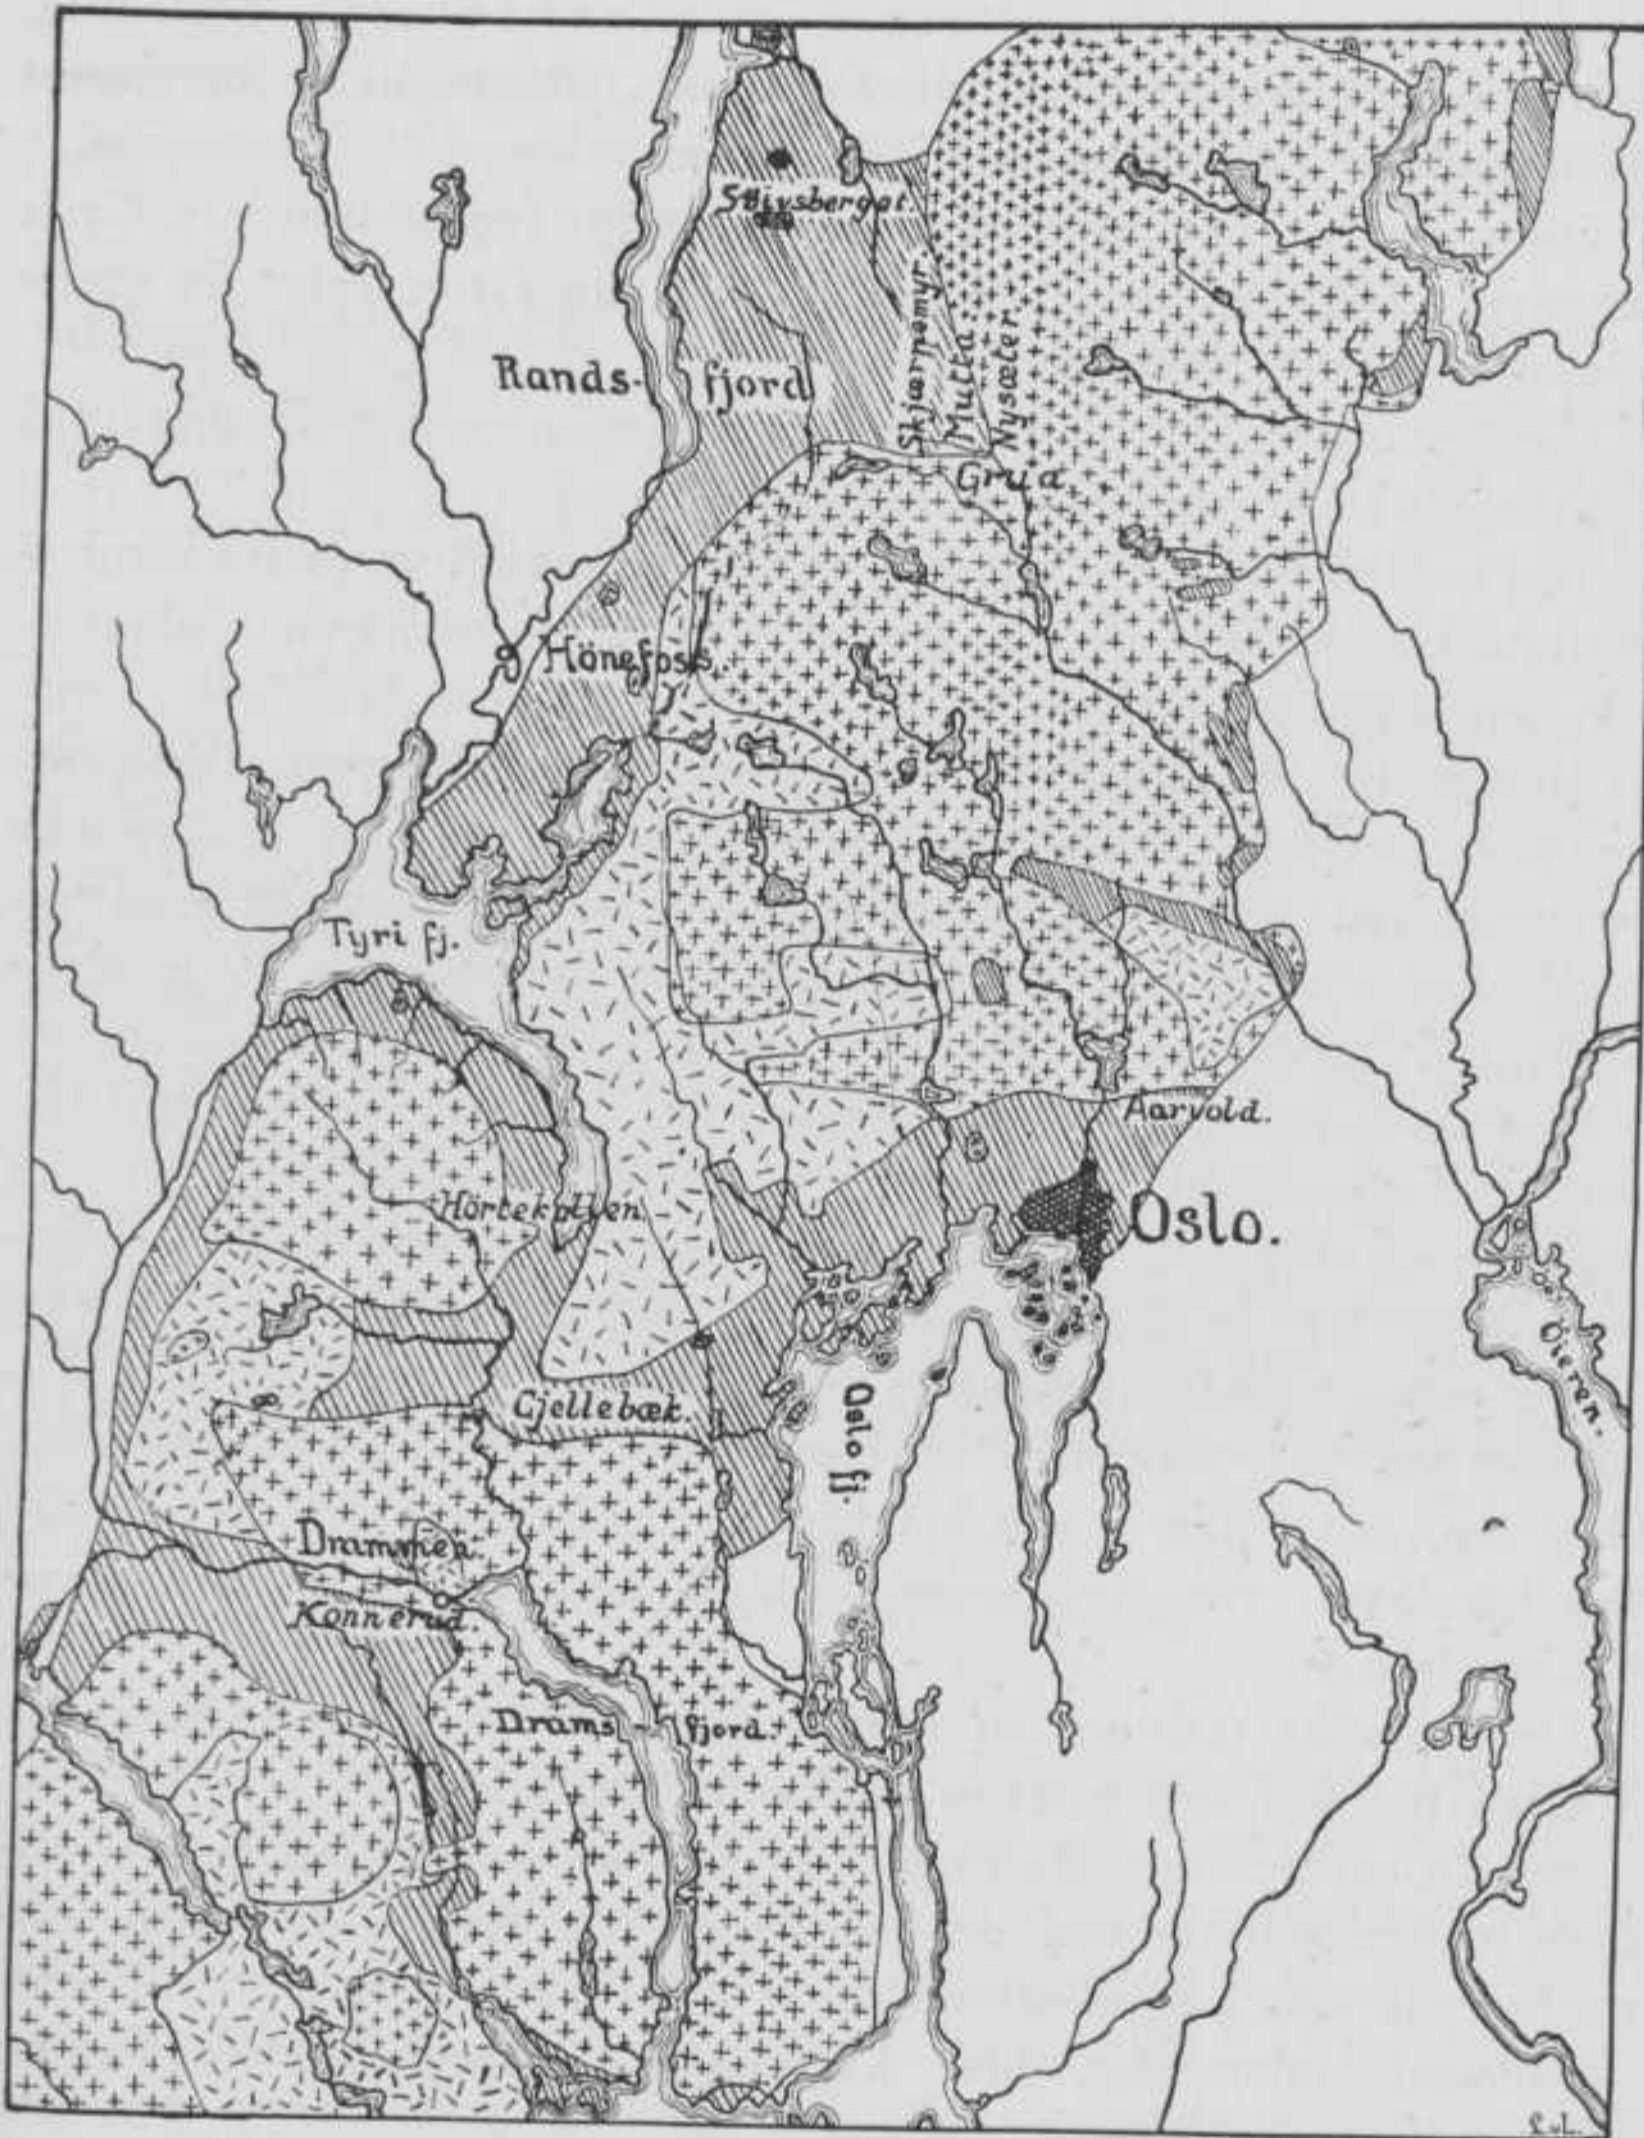 Sölvsberget.
Skjærpemyr.
Mutta.
Nysæter.
Rands-fjord
Grua.
Hönefoss.
Tyri fj.
Aarvold.
Hörtekollen.
Oslo.
Öieren.
Gjellebæk.
Oslo fj.
Drammen.
Konnerud.
Drams-fjord.